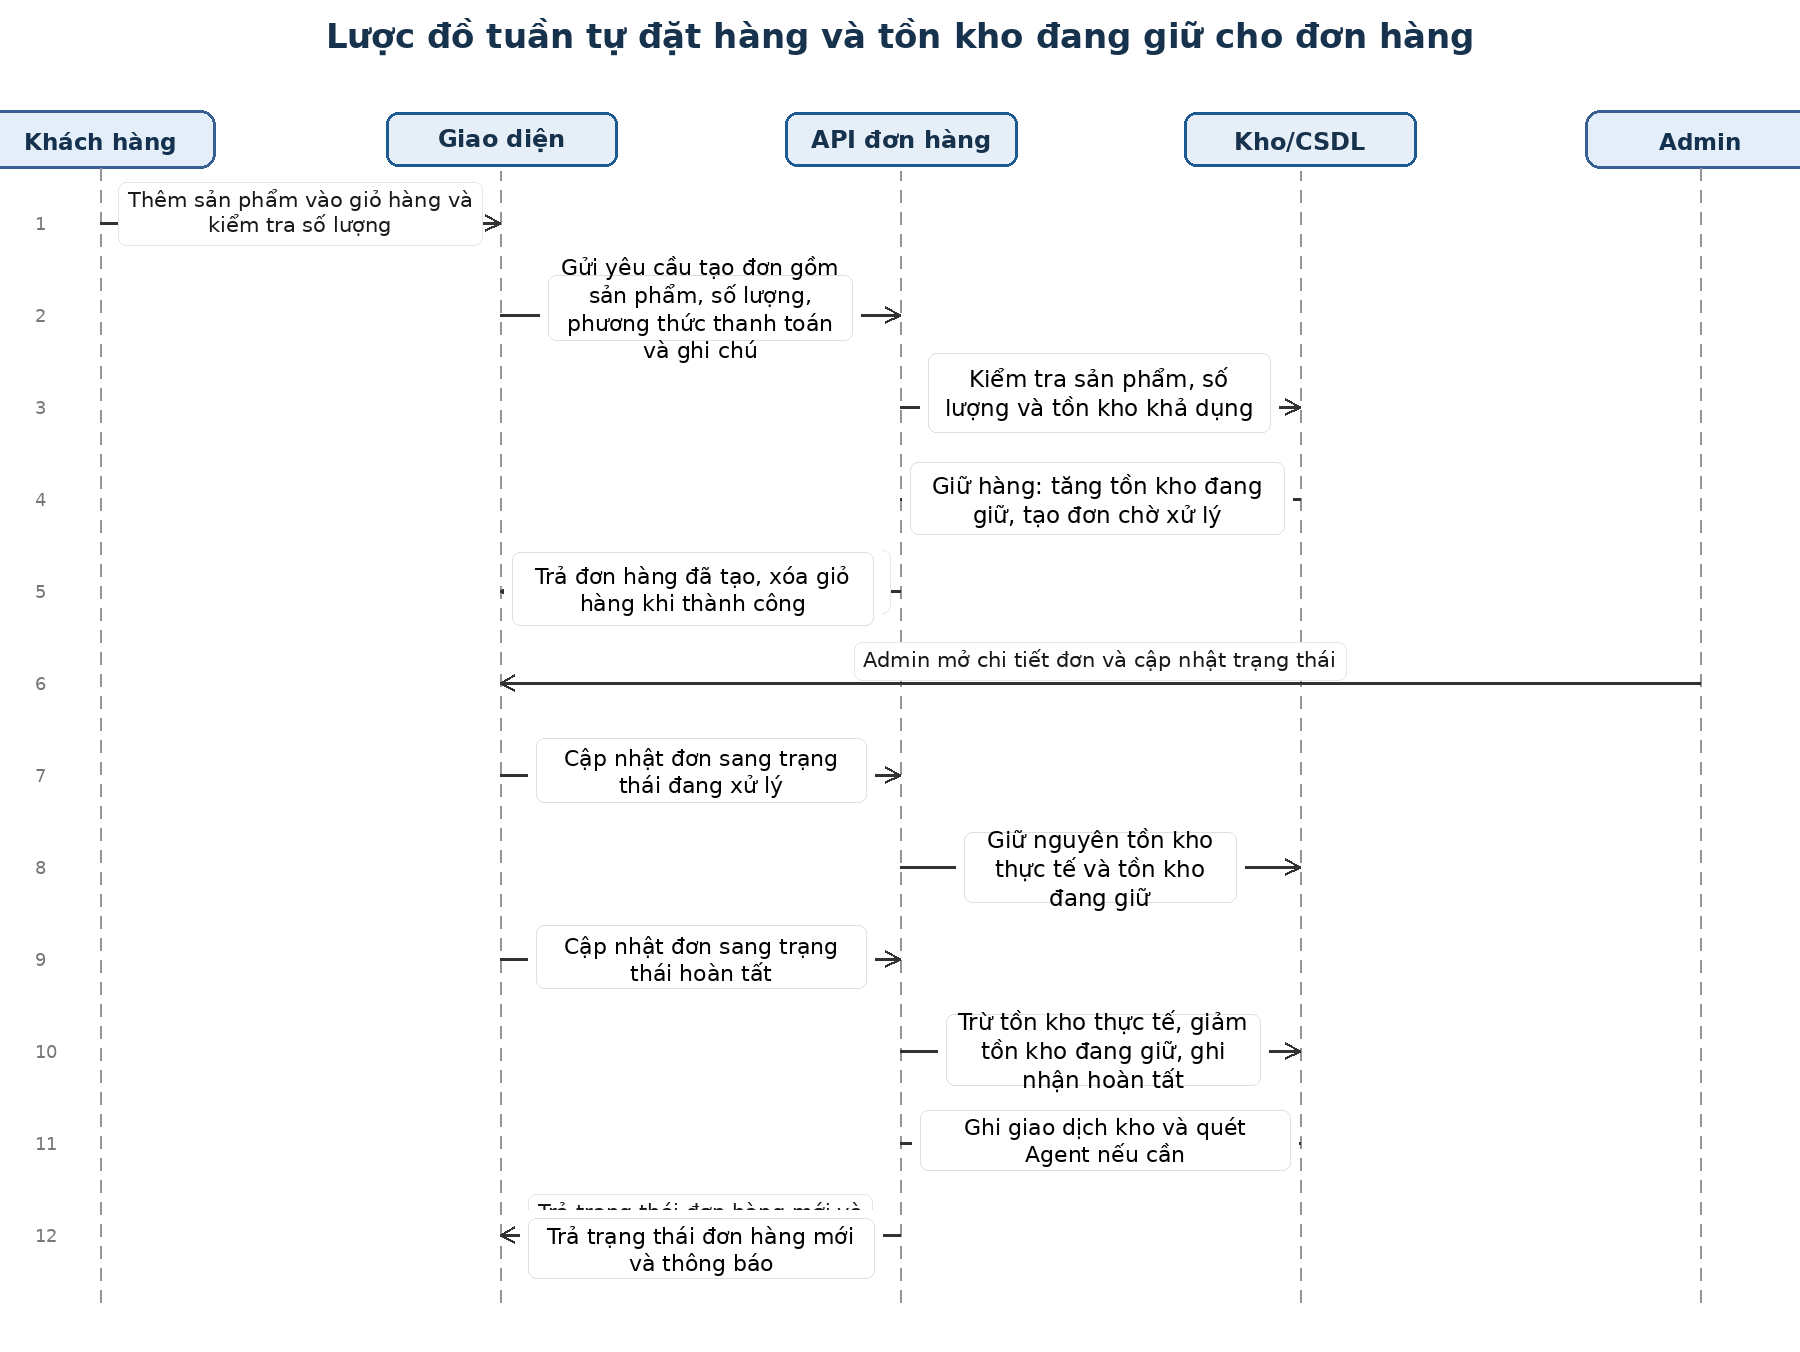 Lược đồ tuần tự đặt hàng và tồn kho đang giữ cho đơn hàng
Khách hàng
Giao diện
API đơn hàng
Kho/CSDL
Admin
1
Thêm sản phẩm vào giỏ hàng và
kiểm tra số lượng
2
Gửi yêu cầu tạo đơn gồm
sản phẩm, số lượng,
phương thức thanh toán
và ghi chú
3
Kiểm tra sản phẩm, số
lượng và tồn kho khả dụng
4
Giữ hàng: tăng tồn kho đang
giữ, tạo đơn chờ xử lý
5
Trả đơn hàng đã tạo, xóa giỏ
hàng khi thành công
6
Admin mở chi tiết đơn và cập nhật trạng thái
7
Cập nhật đơn sang trạng
thái đang xử lý
8
Giữ nguyên tồn kho
thực tế và tồn kho
đang giữ
9
Cập nhật đơn sang trạng
thái hoàn tất
10
Trừ tồn kho thực tế, giảm
tồn kho đang giữ, ghi
nhận hoàn tất
11
Ghi giao dịch kho và quét
Agent nếu cần
Trả trạng thái đơn hàng mới và
12
Trả trạng thái đơn hàng mới
và thông báo